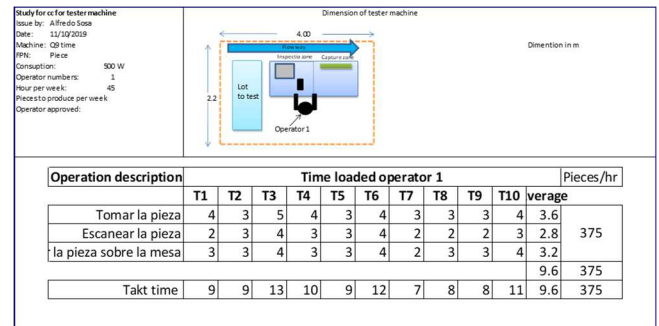 Study for cc for tester machine
Issue by: Alfredo Sosa
Date: 11/10/2019
Machine: Q9 time
FPN: Piece
Consuption: 500 W
Operator numbers: 1
Hour per week: 45
Pieces to produce per week
Operator approved:
Dimension of tester machine
4.00
Flow way
Inspectio zone Capture zone
Lot
to test
2.2
Operator 1
Dimention in m
Operation description Time loaded operator 1 Pieces/hr
T1 T2 T3 T4 T5 T6 T7 T8 T9 T10 verage
Tomar la pieza 4 3 5 4 3 4 3 3 3 4 3.6
Escanear la pieza 2 3 4 3 3 4 2 2 2 3 2.8 375
la pieza sobre la mesa 3 3 4 3 3 4 2 3 3 4 3.2
9.6 375
Takt time 9 9 13 10 9 12 7 8 8 11 9.6 375